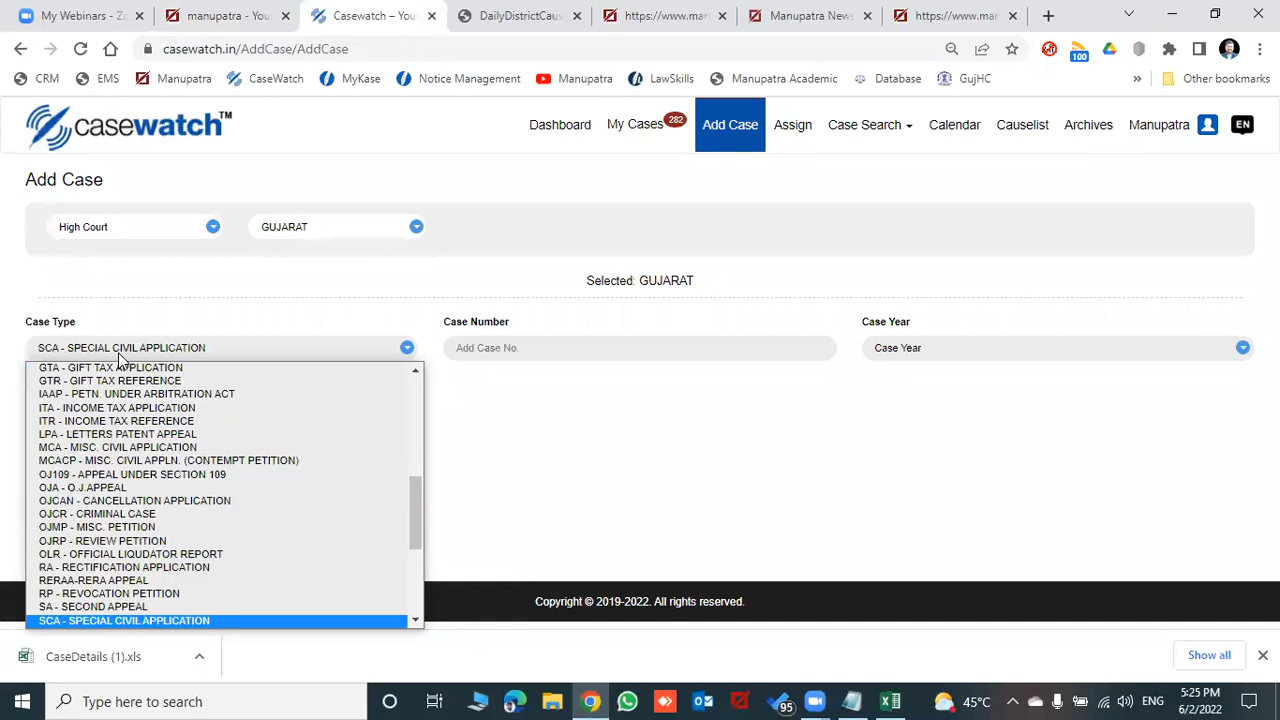 My Webinars - Z
manupatra - You
Casewatch – You
DailyDistrictCaus
https://www.mar
Manupatra News
https://www.mar
casewatch.in/AddCase/AddCase
100
CRM
EMS
Manupatra
CaseWatch
MyKase
Notice Management
Manupatra
LawSkills
Manupatra Academic
Database
GujHC
Other bookmarks
casewatch™
Dashboard
My Cases 282
Add Case
Assign
Case Search
Calendar
Causelist
Archives
Manupatra
EN
Add Case
High Court
GUJARAT
Selected: GUJARAT
Case Type
Case Number
Case Year
SCA - SPECIAL CIVIL APPLICATION
Add Case No.
Case Year
GTA - GIFT TAX APPLICATION
GTR - GIFT TAX REFERENCE
IAAP - PETN. UNDER ARBITRATION ACT
ITA - INCOME TAX APPLICATION
ITR - INCOME TAX REFERENCE
LPA - LETTERS PATENT APPEAL
MCA - MISC. CIVIL APPLICATION
MCACP - MISC. CIVIL APPLN. (CONTEMPT PETITION)
OJ109 - APPEAL UNDER SECTION 109
OJA - O.J.APPEAL
OJCAN - CANCELLATION APPLICATION
OJCR - CRIMINAL CASE
OJMP - MISC. PETITION
OJRP - REVIEW PETITION
OLR - OFFICIAL LIQUDATOR REPORT
RA - RECTIFICATION APPLICATION
RERAA-RERA APPEAL
RP - REVOCATION PETITION
SA - SECOND APPEAL
SCA - SPECIAL CIVIL APPLICATION
Copyright © 2019-2022. All rights reserved.
CaseDetails (1).xls
Show all
Type here to search
95
45°C
ENG
5:25 PM
6/2/2022